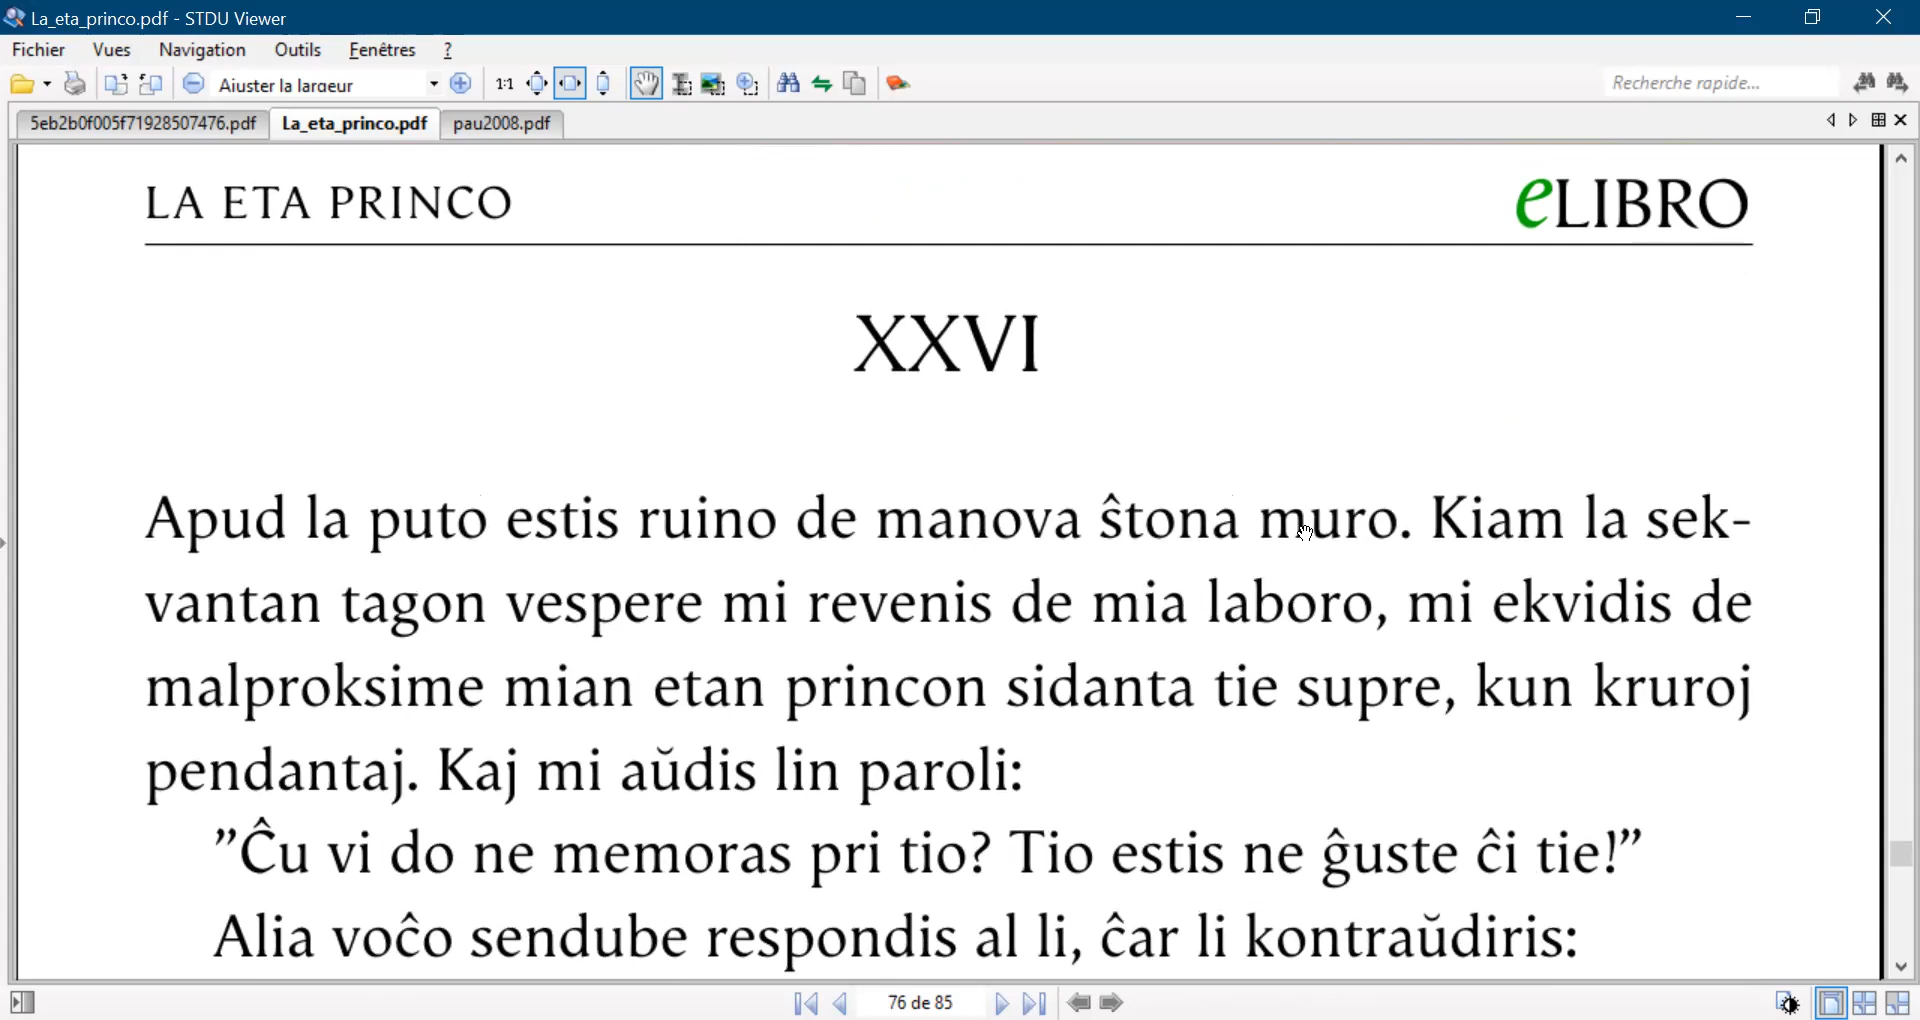 La_eta_princo.pdf - STDU Viewer
Fichier Vues Navigation Outils Fenêtres ?
Ajuster la largeur 1:1 Recherche rapide...
5eb2b0f005f71928507476.pdf La_eta_princo.pdf pau2008.pdf
LA ETA PRINCO eLIBRO
XXVI
Apud la puto estis ruino de manova ŝtona muro. Kiam la sek-
vantan tagon vespere mi revenis de mia laboro, mi ekvidis de
malproksime mian etan princon sidanta tie supre, kun kruroj
pendantaj. Kaj mi aŭdis lin paroli:
”Ĉu vi do ne memoras pri tio? Tio estis ne ĝuste ĉi tie!”
Alia voĉo sendube respondis al li, ĉar li kontraŭdiris:
76 de 85